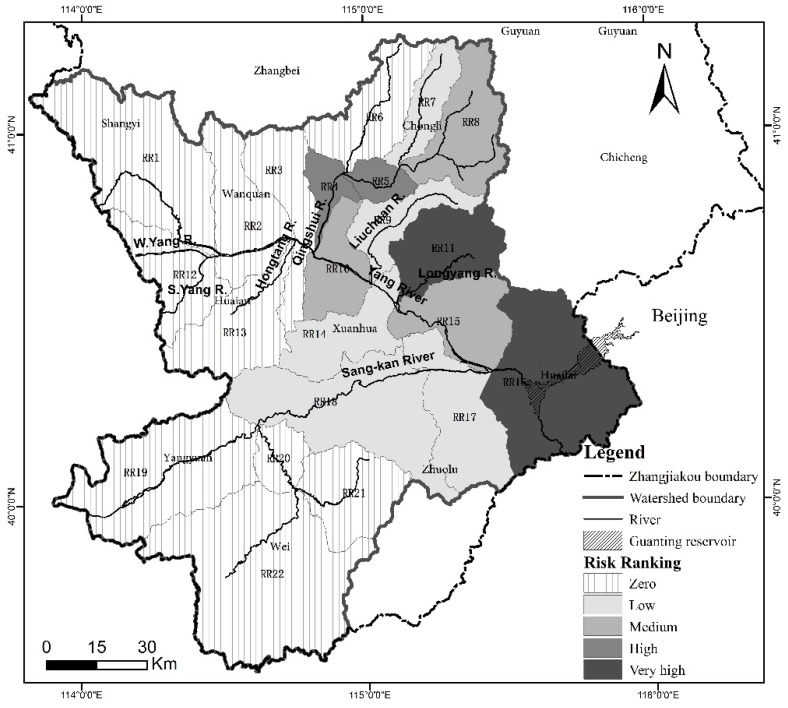 114°0'0"E
115°0'0"E
116°0'0"E
Guyuan
Guyuan
N
Zhangbei
41°0'0"N
41°0'0"N
Shangyi
RR6
RR7
Chongli
RR8
Chicheng
RR1
RR3
Wanquan
RR4
RR5
RR2
RR9
Liuchuan R.
Qingshui R.
Hongtang R.
W.Yang R.
RR11
Longyang R.
RR10
Yang River
RR12
S.Yang R.
Huaian
RR13
RR14
Xuanhua
RR15
Beijing
Sang-kan River
Huailai
RR16
RR18
RR17
Zhuolu
RR19
Yangyuan
RR20
RR21
Wei
RR22
40°0'0"N
40°0'0"N
Legend
Zhangjiakou boundary
Watershed boundary
River
Guanting reservoir
Risk Ranking
Zero
Low
Medium
High
Very high
0 15 30
Km
114°0'0"E
115°0'0"E
116°0'0"E